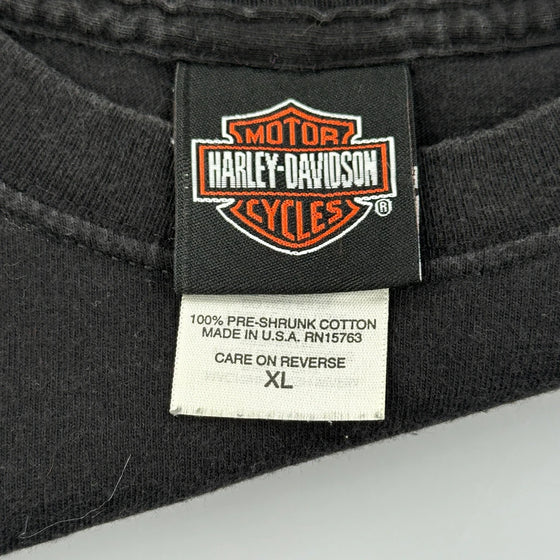 MOTOR
HARLEY-DAVIDSON
CYCLES
®
100% PRE-SHRUNK COTTON
MADE IN U.S.A. RN15763
CARE ON REVERSE
XL